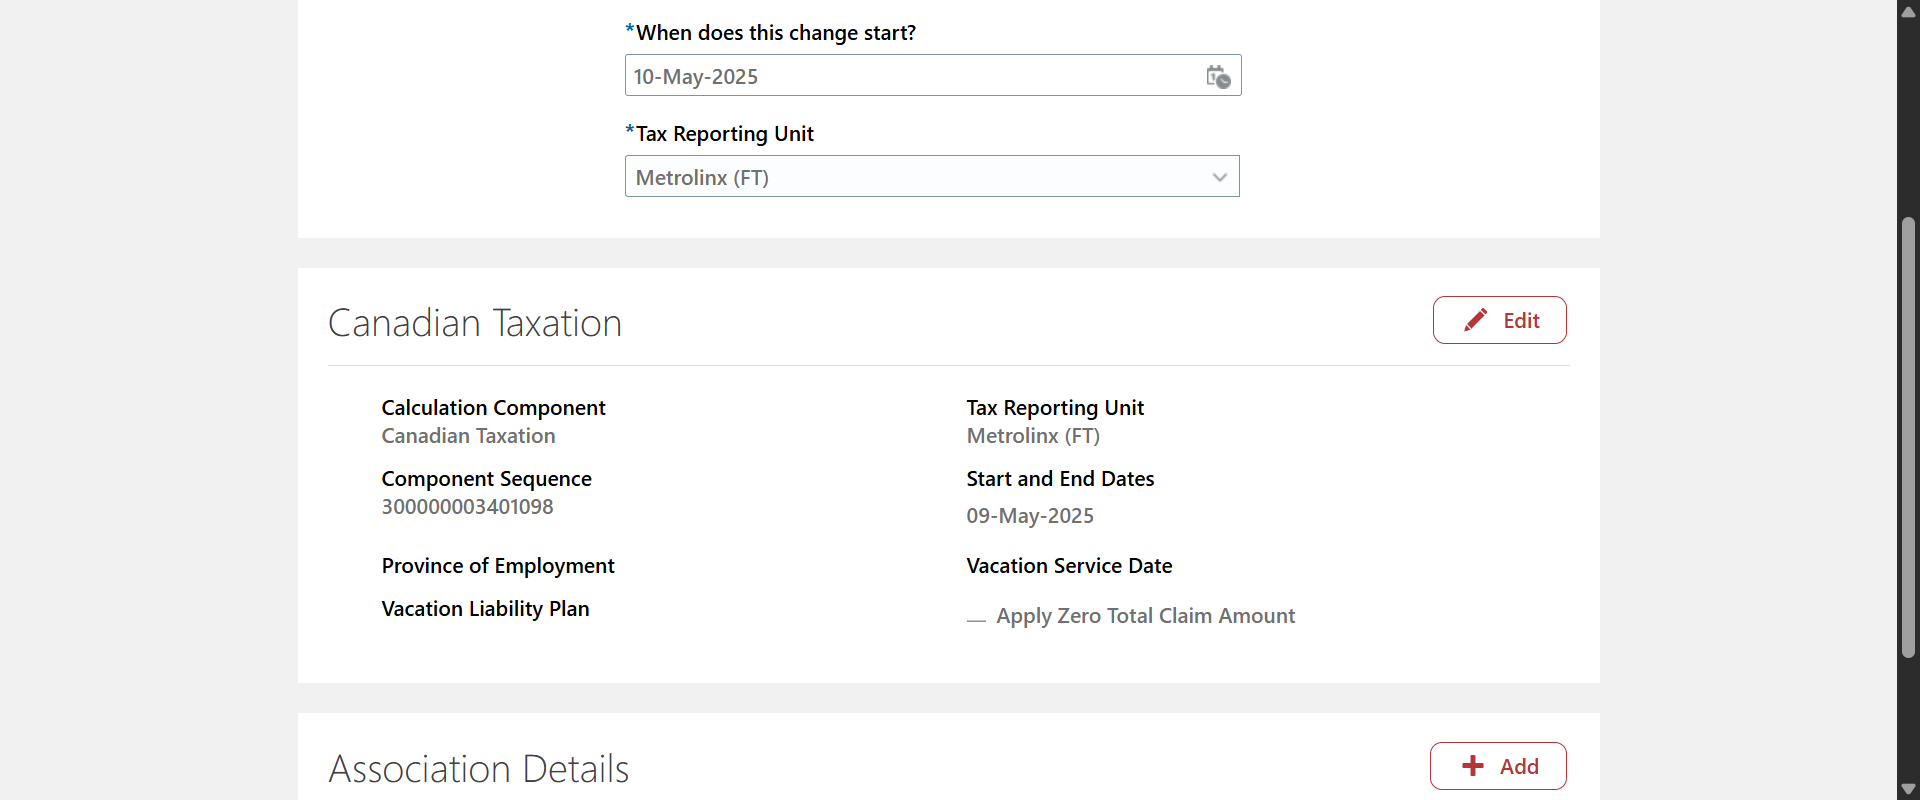 *When does this change start?
10-May-2025
*Tax Reporting Unit
Metrolinx (FT)
Canadian Taxation
Edit
Calculation Component
Canadian Taxation
Tax Reporting Unit
Metrolinx (FT)
Component Sequence
300000003401098
Start and End Dates
09-May-2025
Province of Employment
Vacation Service Date
Vacation Liability Plan
Apply Zero Total Claim Amount
Association Details
Add